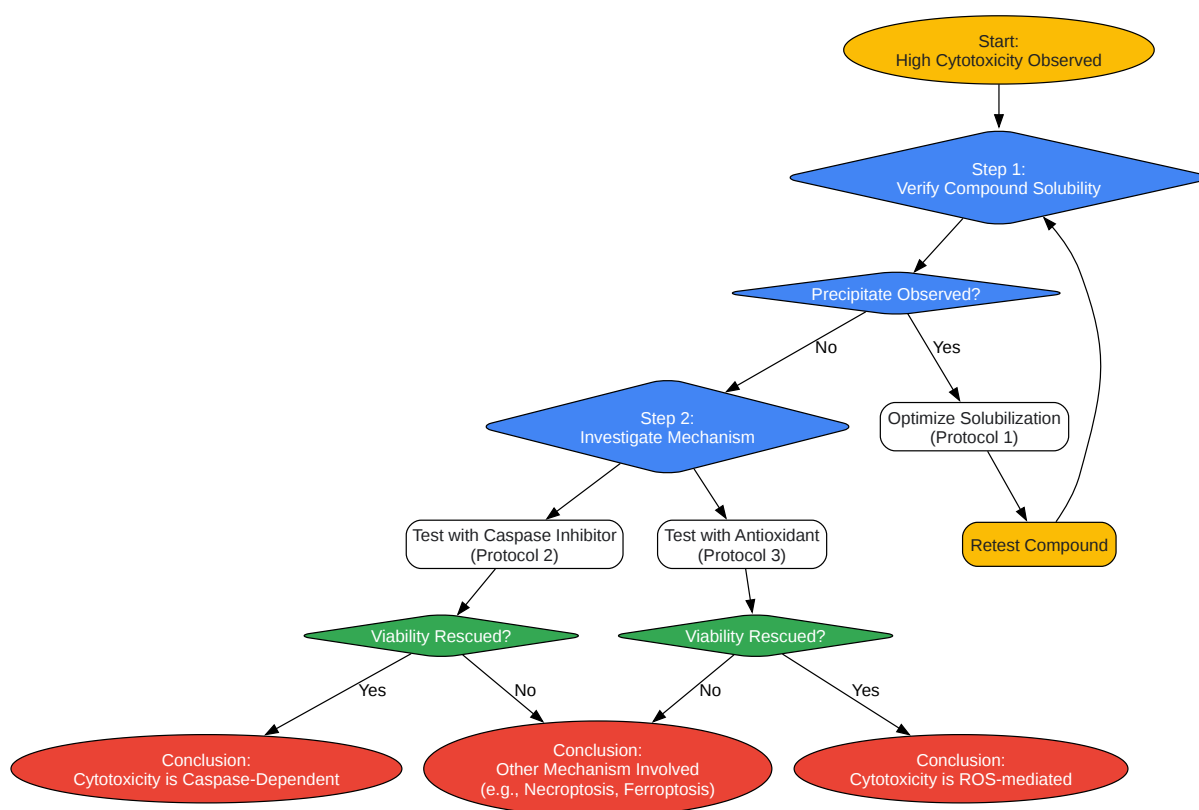 Start:
High Cytotoxicity Observed
Step 1:
Verify Compound Solubility
Precipitate Observed?
No
Yes
Optimize Solubilization
(Protocol 1)
Step 2:
Investigate Mechanism
Retest Compound
Test with Caspase Inhibitor
(Protocol 2)
Test with Antioxidant
(Protocol 3)
Viability Rescued?
Viability Rescued?
Yes
No
No
Yes
Conclusion:
Cytotoxicity is Caspase-Dependent
Conclusion:
Other Mechanism Involved
(e.g., Necroptosis, Ferroptosis)
Conclusion:
Cytotoxicity is ROS-mediated